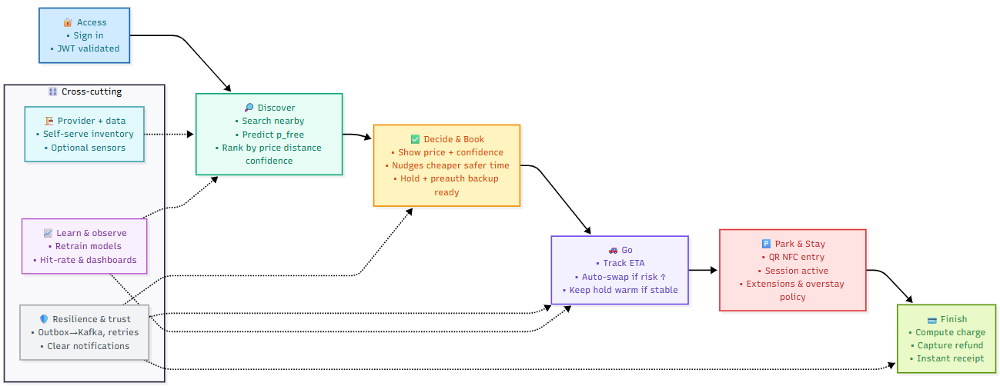 🔐 Access
▪ Sign in
▪ JWT validated
🎛️ Cross-cutting
🏗️ Provider + data
▪ Self-serve inventory
▪ Optional sensors
📈 Learn & observe
▪ Retrain models
▪ Hit-rate & dashboards
🛡️ Resilience & trust
▪ Outbox→Kafka, retries
▪ Clear notifications
🔎 Discover
▪ Search nearby
▪ Predict p_free
▪ Rank by price distance
confidence
✅ Decide & Book
▪ Show price + confidence
▪ Nudges cheaper safer time
▪ Hold + preauth backup
ready
🚗 Go
▪ Track ETA
▪ Auto-swap if risk ↑
▪ Keep hold warm if stable
🅿️ Park & Stay
▪ QR NFC entry
▪ Session active
▪ Extensions & overstay
policy
💳 Finish
▪ Compute charge
▪ Capture refund
▪ Instant receipt